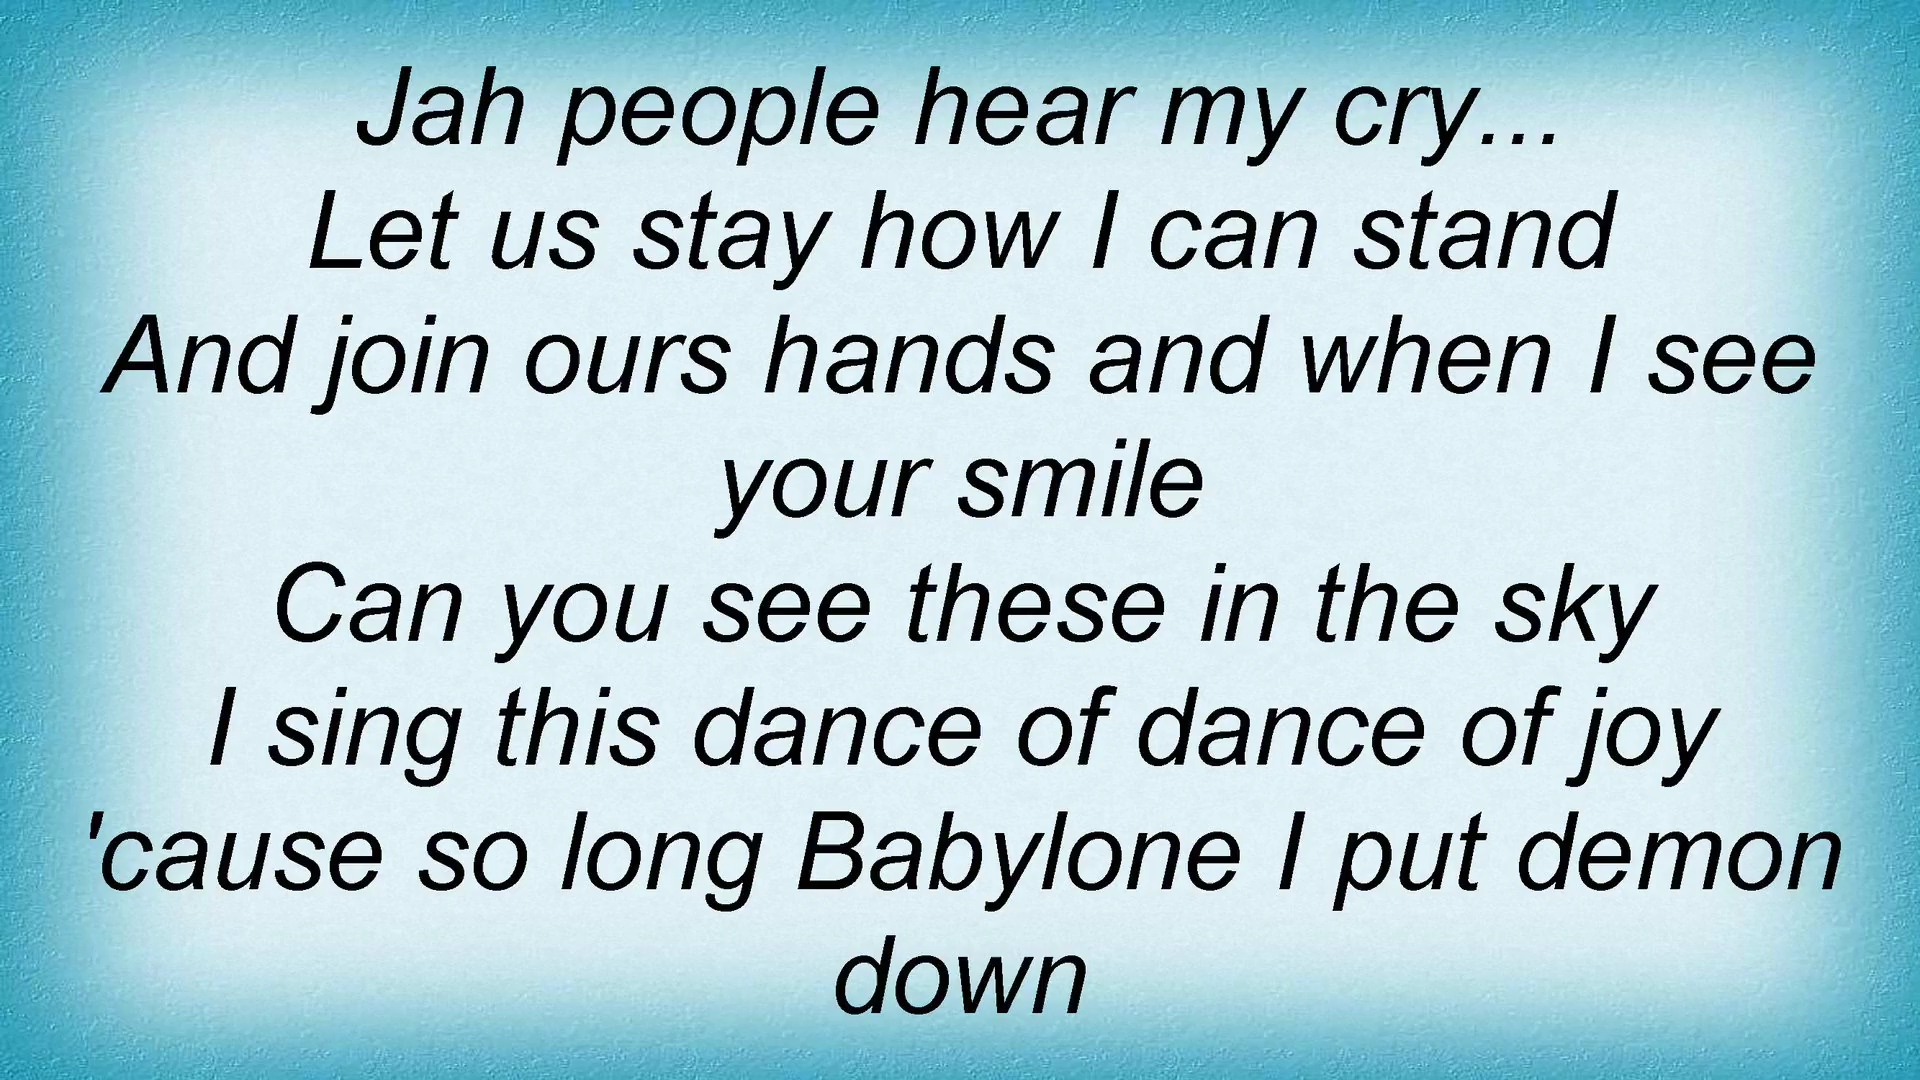 Jah people hear my cry...
Let us stay how I can stand
And join ours hands and when I see
your smile
Can you see these in the sky
I sing this dance of dance of joy
'cause so long Babylone I put demon
down